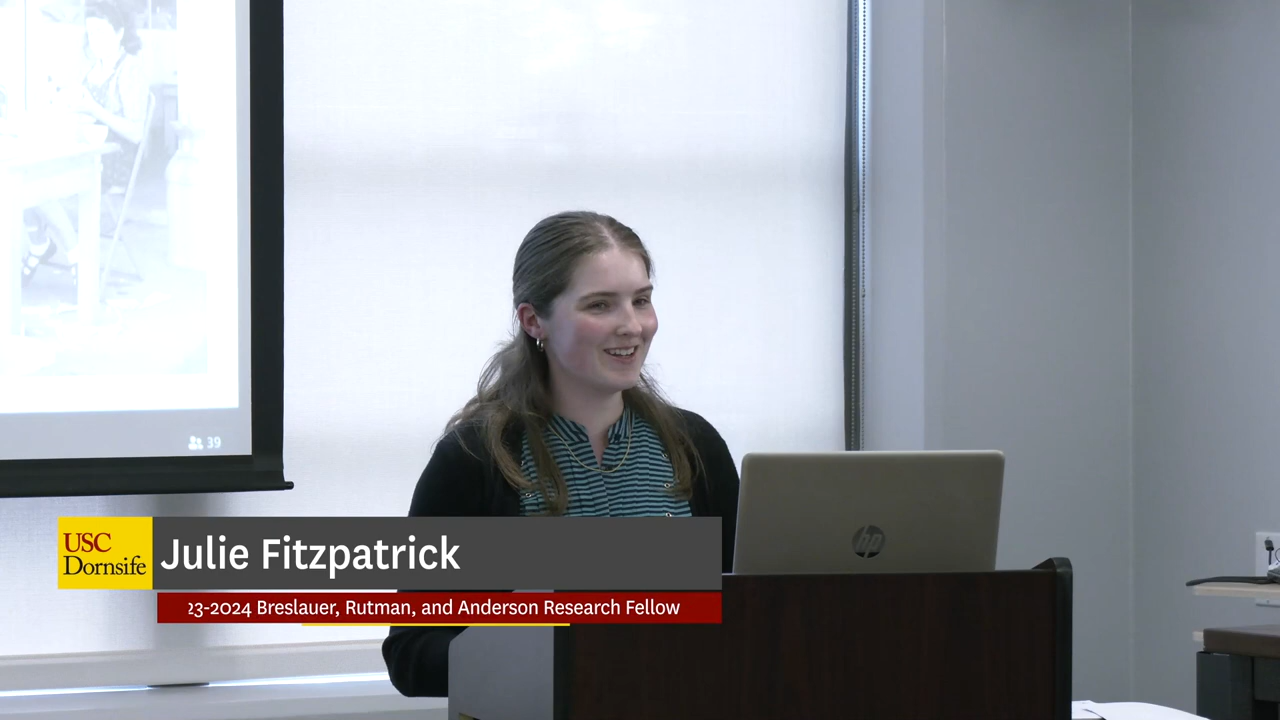 39
USC
Dornsife
Julie Fitzpatrick
23-2024 Breslauer, Rutman, and Anderson Research Fellow
hp